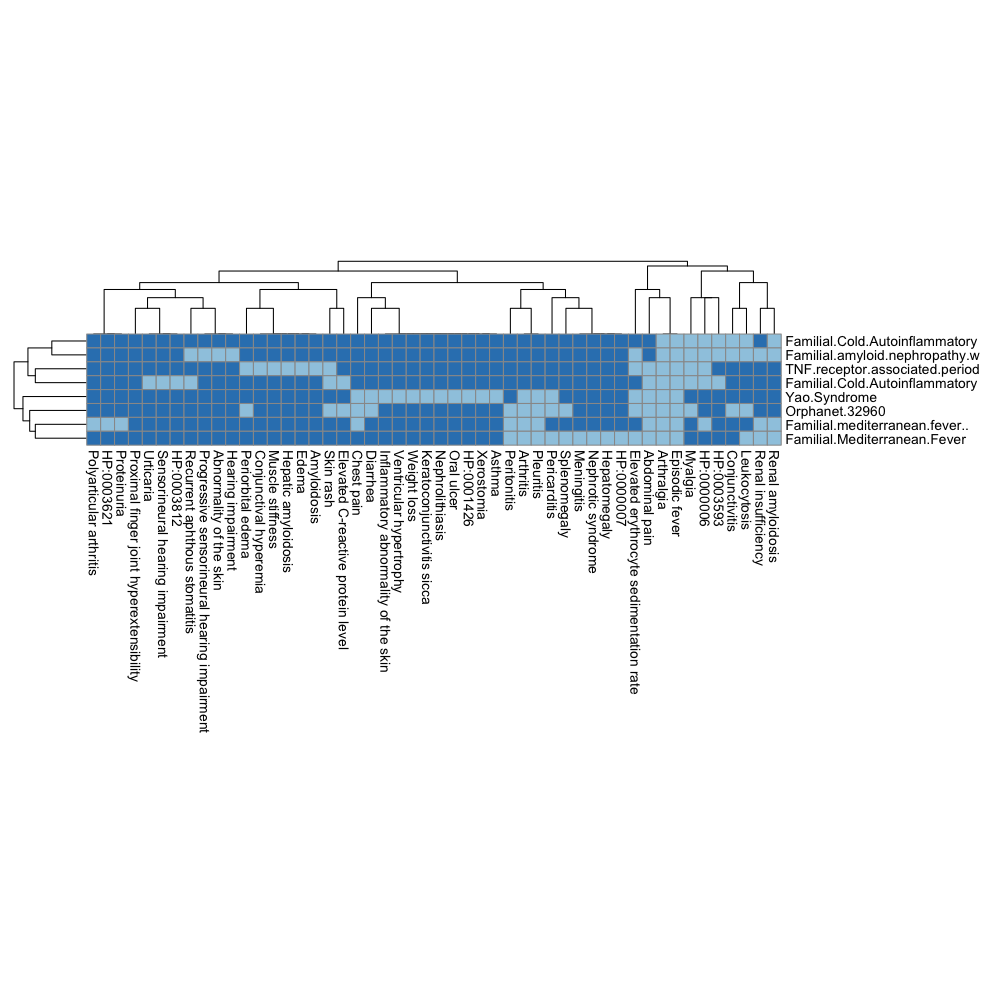 Familial.Cold.Autoinflammatory
Familial.amyloid.nephropathy.w
TNF.receptor.associated.period
Familial.Cold.Autoinflammatory
Yao.Syndrome
Orphanet.32960
Familial.mediterranean.fever..
Familial.Mediterranean.Fever
Polyarticular arthritis
HP:0003621
Proteinuria
Proximal finger joint hyperextensibility
Urticaria
Sensorineural hearing impairment
HP:0003812
Recurrent aphthous stomatitis
Progressive sensorineural hearing impairment
Abnormality of the skin
Hearing impairment
Periorbital edema
Conjunctival hyperemia
Muscle stiffness
Hepatic amyloidosis
Edema
Amyloidosis
Skin rash
Elevated C-reactive protein level
Chest pain
Diarrhea
Inflammatory abnormality of the skin
Ventricular hypertrophy
Weight loss
Keratoconjunctivitis sicca
Nephrolithiasis
Oral ulcer
HP:0001426
Xerostomia
Asthma
Peritonitis
Arthritis
Pleuritis
Pericarditis
Splenomegaly
Meningitis
Nephrotic syndrome
Hepatomegaly
HP:0000007
Elevated erythrocyte sedimentation rate
Abdominal pain
Arthralgia
Episodic fever
Myalgia
HP:0000006
HP:0003593
Conjunctivitis
Leukocytosis
Renal insufficiency
Renal amyloidosis